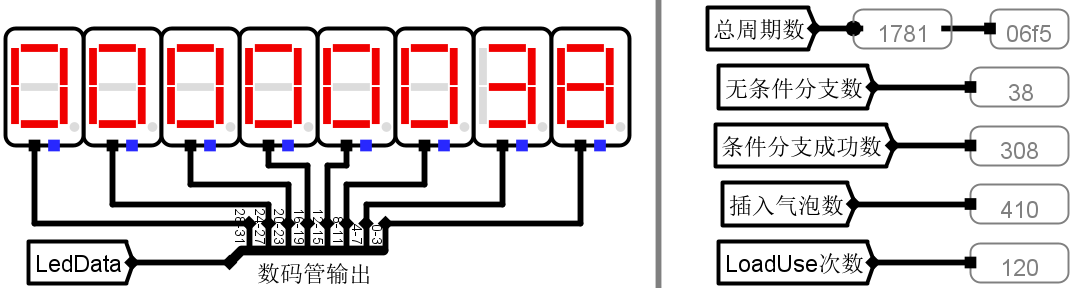 00000038
28-31
24-27
20-23
16-19
12-15
8-11
4-7
0-3
LedData
数码管输出
总周期数 1781 06f5
无条件分支数 38
条件分支成功数 308
插入气泡数 410
LoadUse次数 120